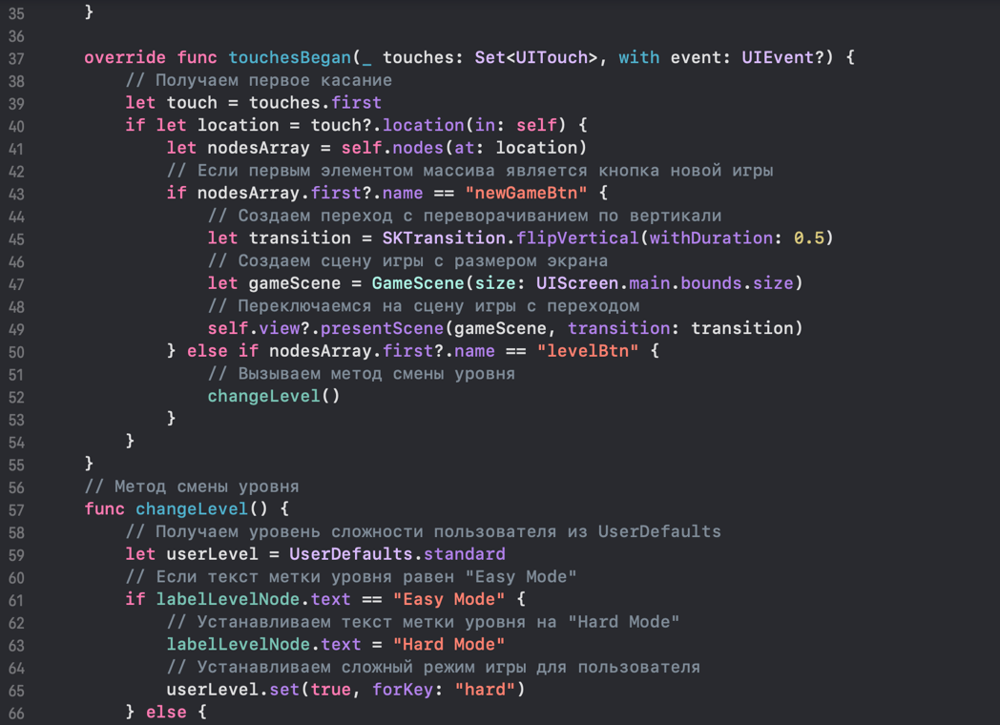 35     }
36
37     override func touchesBegan(_ touches: Set<UITouch>, with event: UIEvent?) {
38         // Получаем первое касание
39         let touch = touches.first
40         if let location = touch?.location(in: self) {
41             let nodesArray = self.nodes(at: location)
42             // Если первым элементом массива является кнопка новой игры
43             if nodesArray.first?.name == "newGameBtn" {
44                 // Создаем переход с переворачиванием по вертикали
45                 let transition = SKTransition.flipVertical(withDuration: 0.5)
46                 // Создаем сцену игры с размером экрана
47                 let gameScene = GameScene(size: UIScreen.main.bounds.size)
48                 // Переключаемся на сцену игры с переходом
49                 self.view?.presentScene(gameScene, transition: transition)
50             } else if nodesArray.first?.name == "levelBtn" {
51                 // Вызываем метод смены уровня
52                 changeLevel()
53             }
54         }
55     }
56     // Метод смены уровня
57     func changeLevel() {
58         // Получаем уровень сложности пользователя из UserDefaults
59         let userLevel = UserDefaults.standard
60         // Если текст метки уровня равен "Easy Mode"
61         if labelLevelNode.text == "Easy Mode" {
62             // Устанавливаем текст метки уровня на "Hard Mode"
63             labelLevelNode.text = "Hard Mode"
64             // Устанавливаем сложный режим игры для пользователя
65             userLevel.set(true, forKey: "hard")
66         } else {